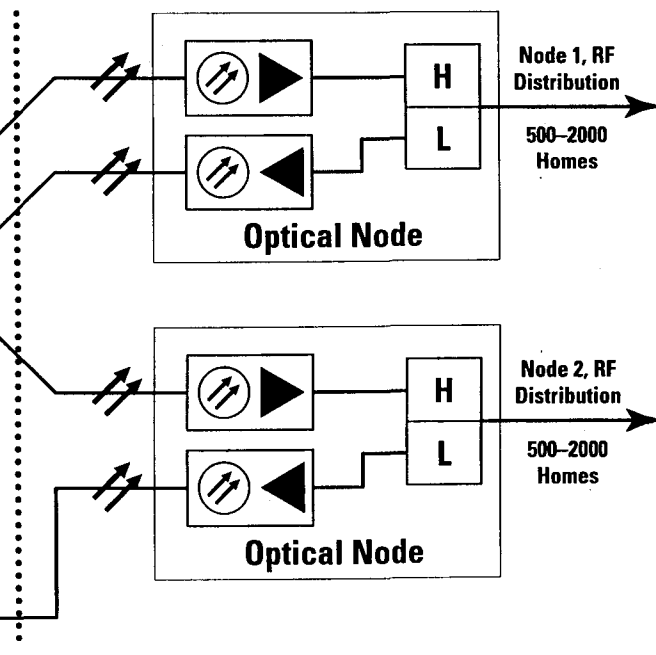 Node 1, RF
Distribution
H
L
500–2000
Homes
Optical Node
Node 2, RF
Distribution
H
L
500–2000
Homes
Optical Node